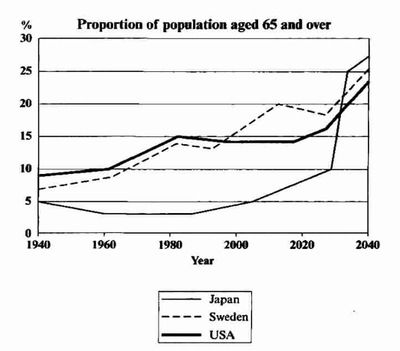 % Proportion of population aged 65 and over
30
25
20
15
10
5
0
1940 1960 1980 2000 2020 2040
Year
Japan
Sweden
USA